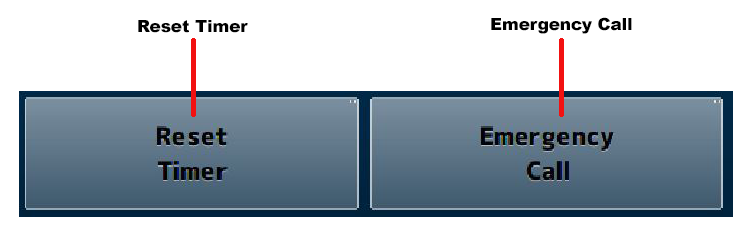 Reset Timer
Emergency Call
Reset
Timer
Emergency
Call